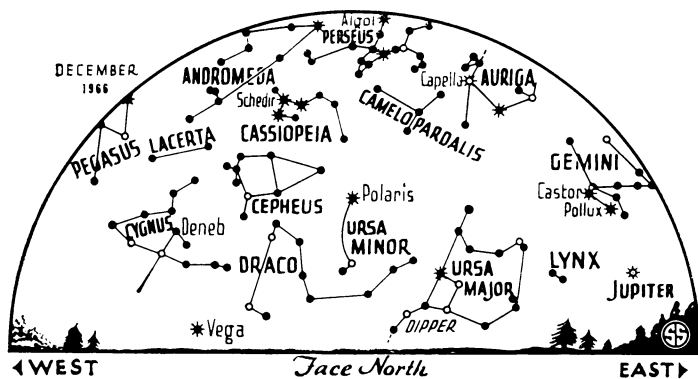 Algol
PERSEUS
DECEMBER
1966
ANDROMEDA
Schedir
CASSIOPEIA
CAMELOPARDALIS
Capella
AURIGA
PEGASUS
LACERTA
GEMINI
Castor
Pollux
CEPHEUS
Polaris
CYGNUS
Deneb
URSA
MINOR
DRACO
URSA
MAJOR
LYNX
JUPITER
Vega
DIPPER
SS
WEST
Face North
EAST